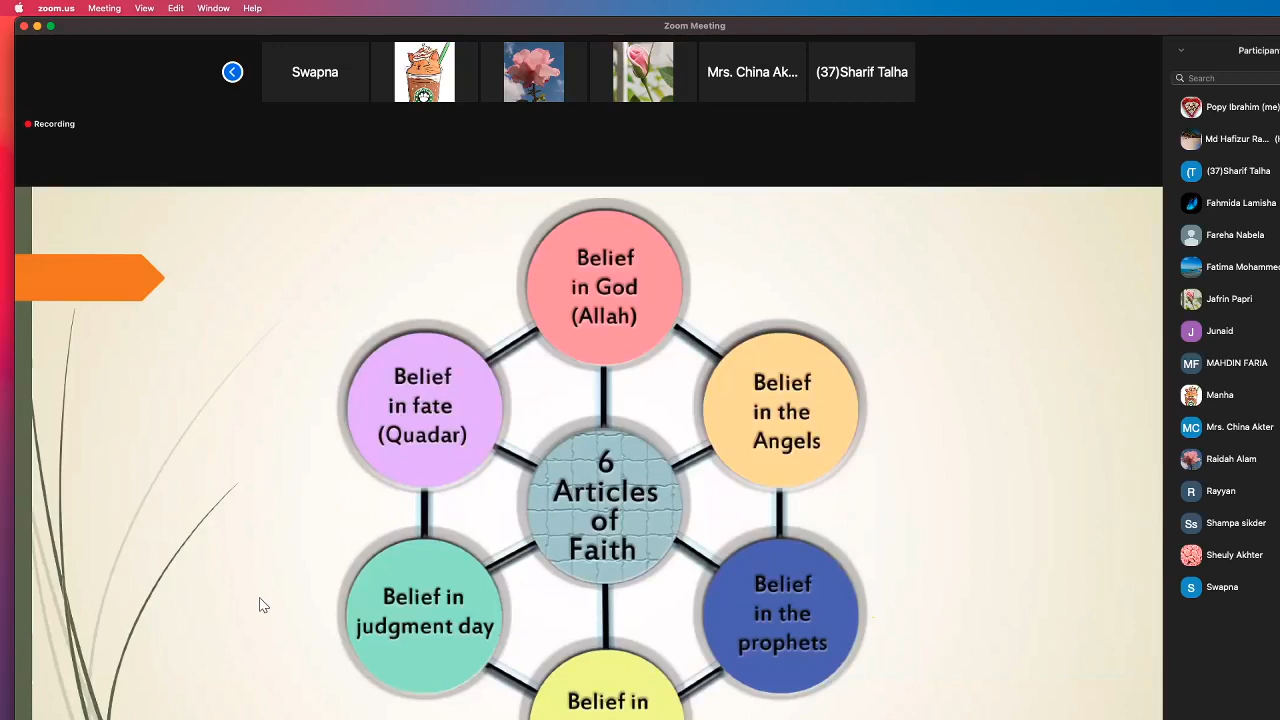 zoom.us Meeting View Edit Window Help
Zoom Meeting
Swapna
Mrs. China Ak...
(37)Sharif Talha
Recording
Participan
Search
Popy Ibrahim (me)
Md Hafizur Ra...
(37)Sharif Talha
Fahmida Lamisha
Fareha Nabela
Fatima Mohammed
Jafrin Papri
Junaid
MF
MAHDIN FARIA
Manha
MC
Mrs. China Akter
Raidah Alam
R
Rayyan
Ss
Shampa sikder
Sheuly Akhter
S
Swapna
Belief
in God
(Allah)
Belief
in fate
(Quadar)
Belief
in the
Angels
6
Articles
of
Faith
Belief in
judgment day
Belief
in the
prophets
Belief in